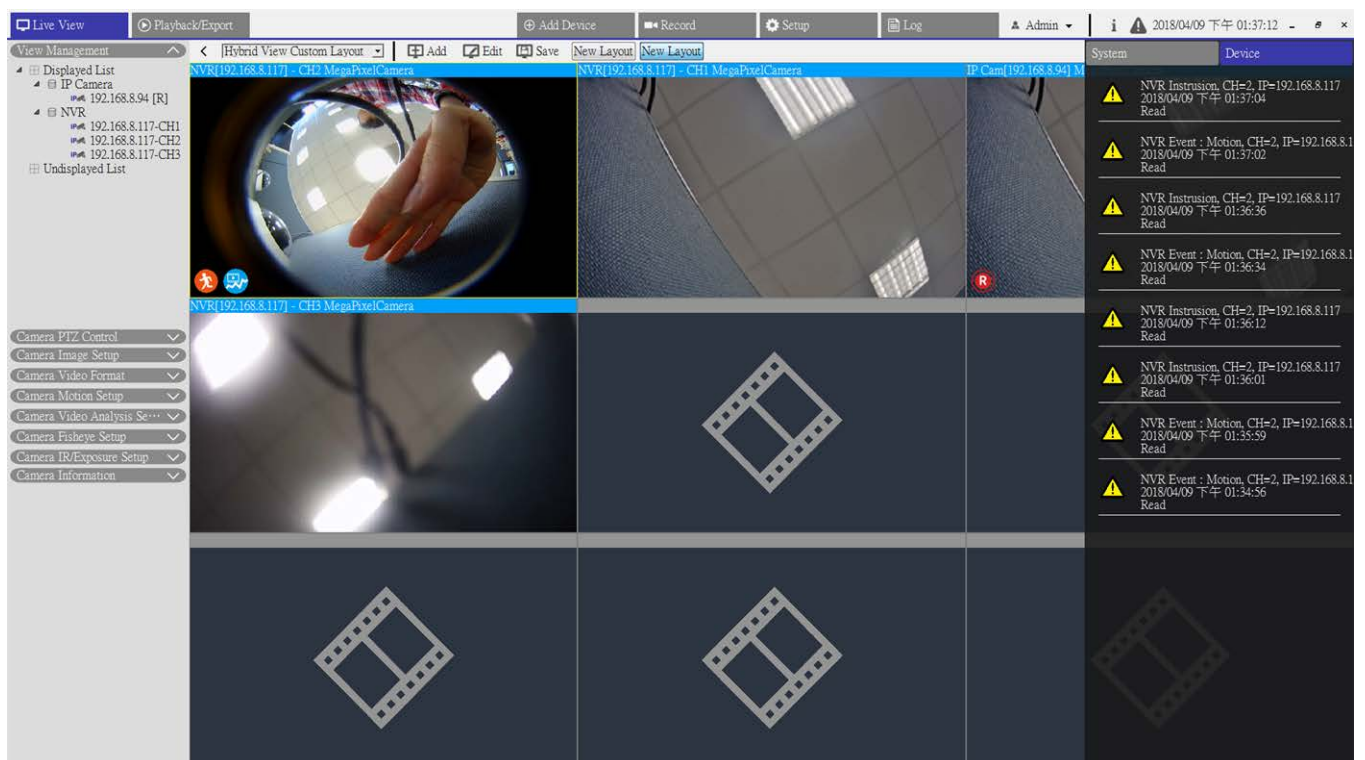 Live View
Playback/Export
Add Device
Record
Setup
Log
Admin
i
2018/04/09 下午 01:37:12
View Management
Hybrid View Custom Layout
Add
Edit
Save
New Layout
New Layout
System
Device
Displayed List
IP Camera
192.168.8.94 [R]
NVR
192.168.8.117-CH1
192.168.8.117-CH2
192.168.8.117-CH3
Undisplayed List
Camera PTZ Control
Camera Image Setup
Camera Video Format
Camera Motion Setup
Camera Video Analysis Se···
Camera Fisheye Setup
Camera IR/Exposure Setup
Camera Information
NVR[192.168.8.117] - CH2 MegaPixelCamera
NVR[192.168.8.117] - CH1 MegaPixelCamera
IP Cam[192.168.8.94] M
R
NVR[192.168.8.117] - CH3 MegaPixelCamera
NVR Instrusion, CH=2, IP=192.168.8.117
2018/04/09 下午 01:37:04
Read
NVR Event : Motion, CH=2, IP=192.168.8.1
2018/04/09 下午 01:37:02
Read
NVR Instrusion, CH=2, IP=192.168.8.117
2018/04/09 下午 01:36:36
Read
NVR Event : Motion, CH=2, IP=192.168.8.1
2018/04/09 下午 01:36:34
Read
NVR Instrusion, CH=2, IP=192.168.8.117
2018/04/09 下午 01:36:12
Read
NVR Instrusion, CH=2, IP=192.168.8.117
2018/04/09 下午 01:36:01
Read
NVR Event : Motion, CH=2, IP=192.168.8.1
2018/04/09 下午 01:35:59
Read
NVR Event : Motion, CH=2, IP=192.168.8.1
2018/04/09 下午 01:34:56
Read